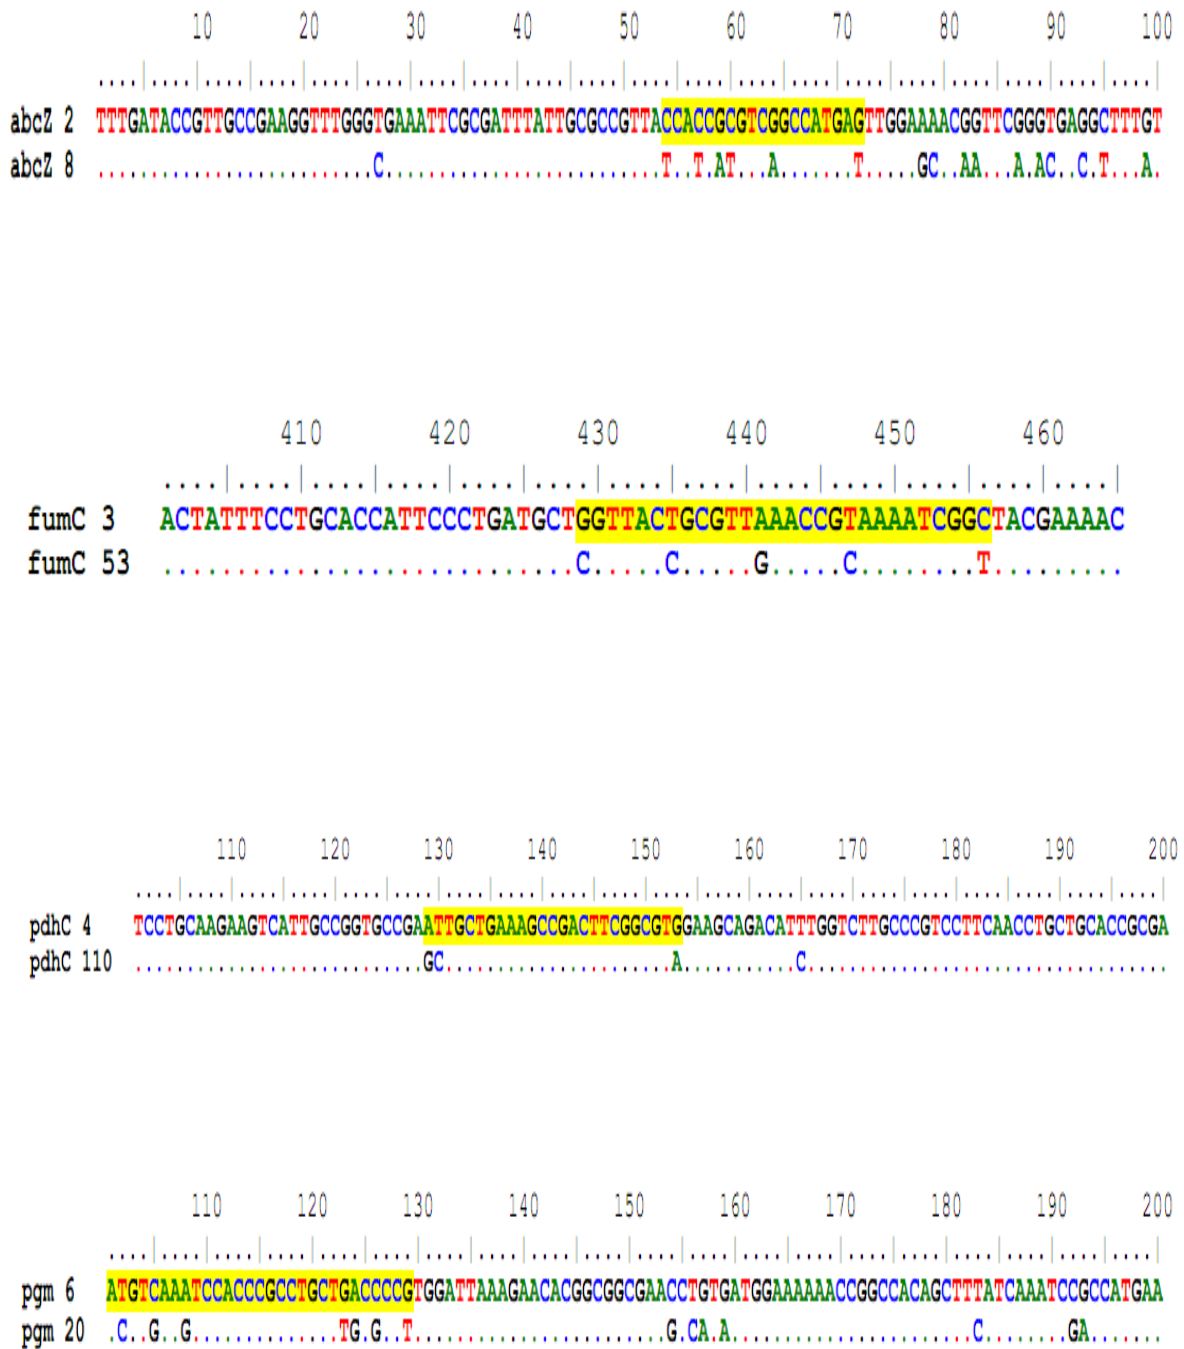 10 20 30 40 50 60 70 80 90 100
....|....|....|....|....|....|....|....|....|....|....|....|....|....|....|....|....|....|....|....|
abcZ 2 TTTGATACCGTTGCCGAAGGTTTGGGTGAAATTCGCGATTTATTGCGCCGTTACCACCGCGTCGGCCATGAGTTGGAAAACGGTTCGGGTGAGGCTTTGT
abcZ 8 ..........................C..........................T..T.AT...A.......T.....GC..AA...A.AC..C.T...A.
410 420 430 440 450 460
....|....|....|....|....|....|....|....|....|....|....|....|....|
fumC 3 ACTATTTCCTGCACCATTCCCTGATGCTGGTTACTGCGTTAAACCGTAAAATCGGCTACGAAAAC
fumC 53 ............................C.....C.....G.....C........T.........
110 120 130 140 150 160 170 180 190 200
....|....|....|....|....|....|....|....|....|....|....|....|....|....|....|....|....|....|....|....|
pdhC 4 TCCTGCAAGAAGTCATTGCCGGTGCCGAATTGCTGAAAGCCGACTTCGGCGTGGAAGCAGACATTTGGTCTTGCCCGTCCTTCAACCTGCTGCACCGCGA
pdhC 110 ............................GC......................A...........C...................................
110 120 130 140 150 160 170 180 190 200
....|....|....|....|....|....|....|....|....|....|....|....|....|....|....|....|....|....|....|....|
pgm 6 ATGTCAAATCCACCCGCCTGCTGACCCCGTGGATTAAAGAACACGGCGGCGAACCTGTGATGGAAAAAACCGGCCACAGCTTTATCAAATCCGCCATGAA
pgm 20 .C..G..G..............TG.G..T........................G.CA.A.......................C........GA.......